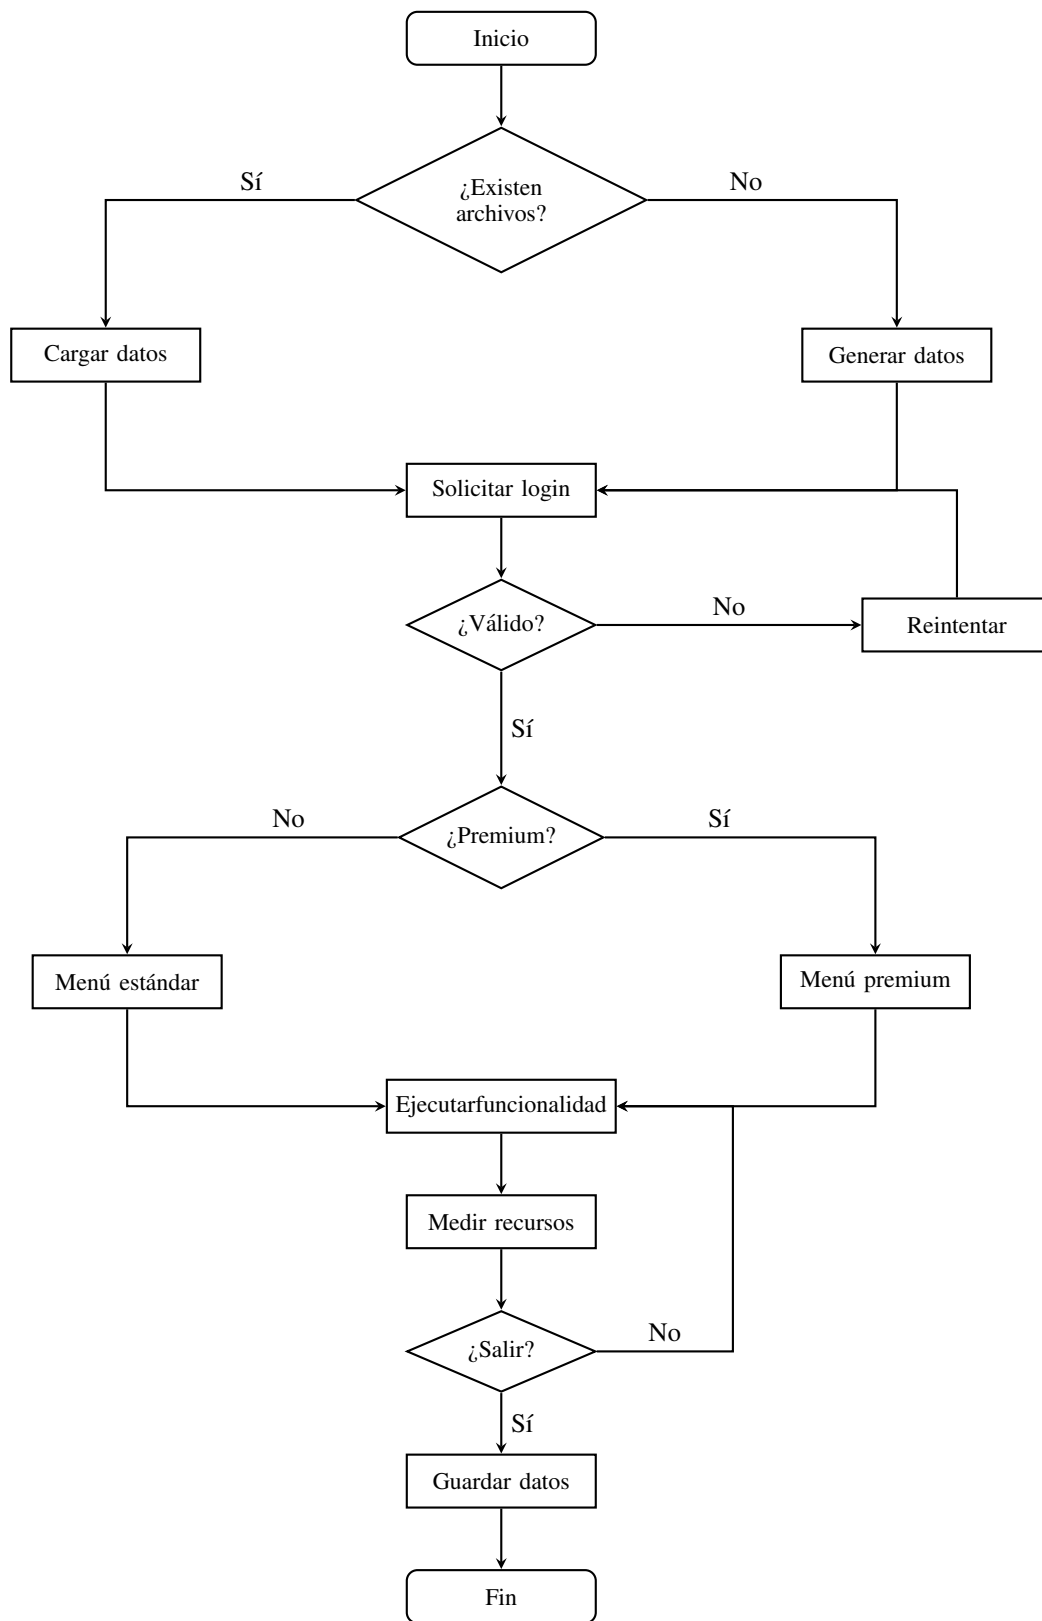 Inicio
Sí
¿Existen
archivos?
No
Cargar datos
Generar datos
Solicitar login
¿Válido?
No
Reintentar
Sí
No
¿Premium?
Sí
Menú estándar
Menú premium
Ejecutarfuncionalidad
Medir recursos
¿Salir?
No
Sí
Guardar datos
Fin